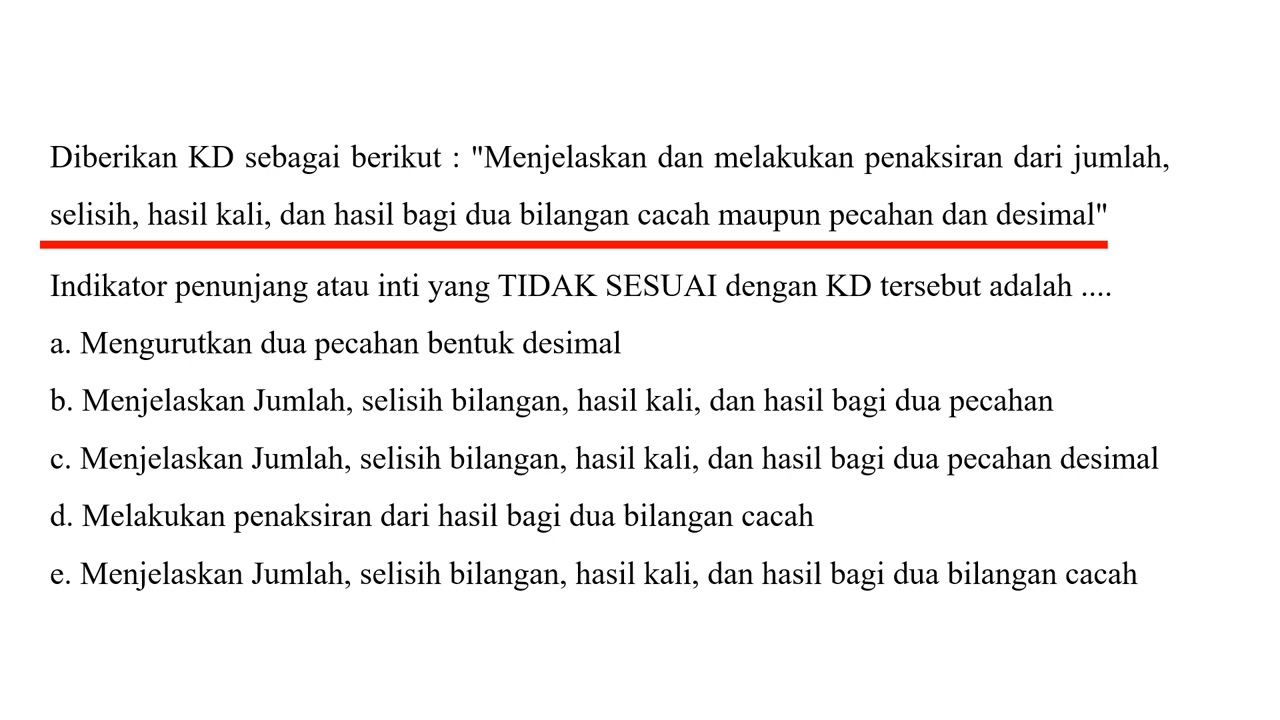 Diberikan KD sebagai berikut : "Menjelaskan dan melakukan penaksiran dari jumlah,
selisih, hasil kali, dan hasil bagi dua bilangan cacah maupun pecahan dan desimal"
Indikator penunjang atau inti yang TIDAK SESUAI dengan KD tersebut adalah ....
a. Mengurutkan dua pecahan bentuk desimal
b. Menjelaskan Jumlah, selisih bilangan, hasil kali, dan hasil bagi dua pecahan
c. Menjelaskan Jumlah, selisih bilangan, hasil kali, dan hasil bagi dua pecahan desimal
d. Melakukan penaksiran dari hasil bagi dua bilangan cacah
e. Menjelaskan Jumlah, selisih bilangan, hasil kali, dan hasil bagi dua bilangan cacah